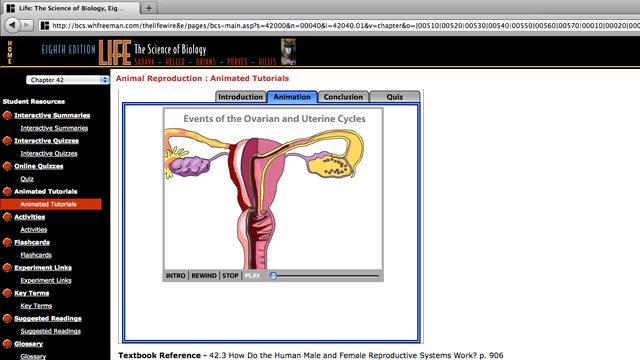 Life: The Science of Biology, Eig...
http://bcs.whfreeman.com/thelifewire8e/pages/bcs-main.asp?s=42000&n=00040&i=42040.01&v=chapter&o=|00510|00520|00530|00540|00550|00560|00570|00010|00020|00
HOME
EIGHTH EDITION LIFE The Science of Biology
SADAVA · HELLER · ORIANS · PURVES · HILLIS
Chapter 42
Animal Reproduction : Animated Tutorials
Student Resources
Interactive Summaries
Interactive Summaries
Interactive Quizzes
Interactive Quizzes
Online Quizzes
Quiz
Animated Tutorials
Animated Tutorials
Activities
Activities
Flashcards
Flashcards
Experiment Links
Experiment Links
Key Terms
Key Terms
Suggested Readings
Suggested Readings
Glossary
Glossary
Introduction Animation Conclusion Quiz
Events of the Ovarian and Uterine Cycles
INTRO REWIND STOP PLAY
Textbook Reference - 42.3 How Do the Human Male and Female Reproductive Systems Work? p. 906